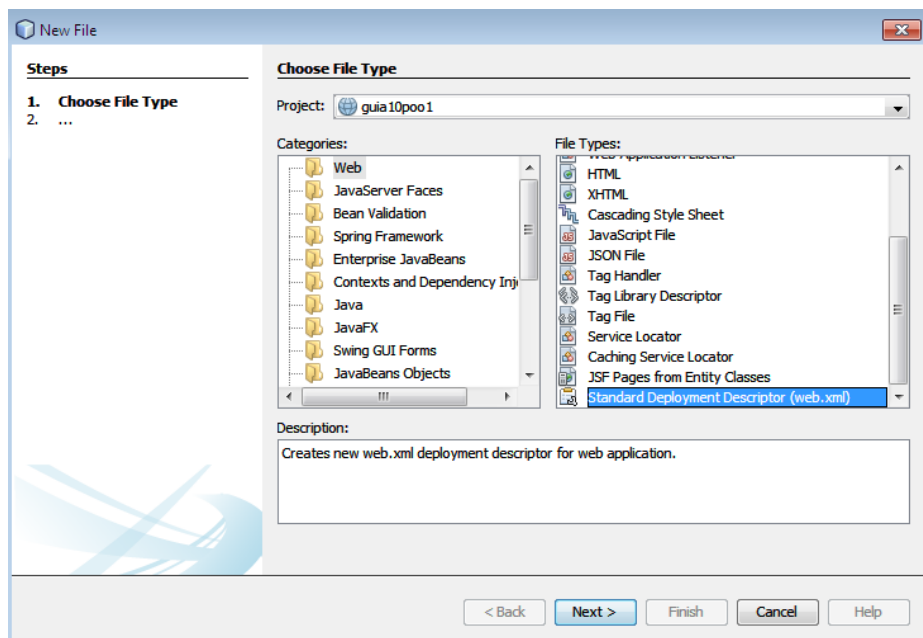 New File
Steps
1. Choose File Type
2. ...
Choose File Type
Project: guia10poo1
Categories:
Web
JavaServer Faces
Bean Validation
Spring Framework
Enterprise JavaBeans
Contexts and Dependency Inj
Java
JavaFX
Swing GUI Forms
JavaBeans Objects
File Types:
Web Application Listener
HTML
XHTML
Cascading Style Sheet
JavaScript File
JSON File
Tag Handler
Tag Library Descriptor
Tag File
Service Locator
Caching Service Locator
JSF Pages from Entity Classes
Standard Deployment Descriptor (web.xml)
Description:
Creates new web.xml deployment descriptor for web application.
< Back
Next >
Finish
Cancel
Help